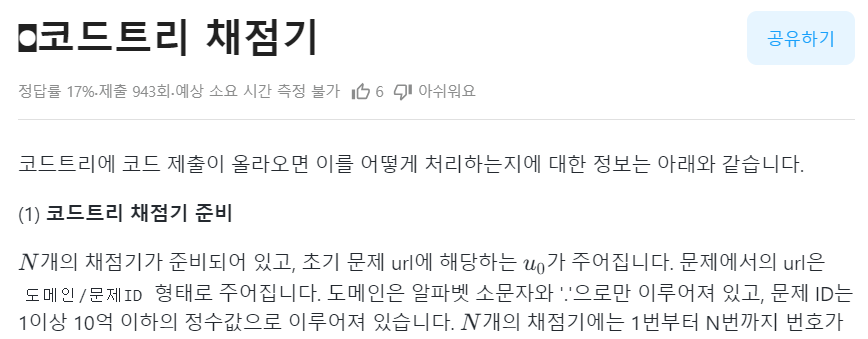 코드트리 채점기
공유하기
정답률 17%·제출 943회·예상 소요 시간 측정 불가 6 아쉬워요
코드트리에 코드 제출이 올라오면 이를 어떻게 처리하는지에 대한 정보는 아래와 같습니다.
(1) 코드트리 채점기 준비
N개의 채점기가 준비되어 있고, 초기 문제 url에 해당하는 u₀가 주어집니다. 문제에서의 url은
도메인/문제ID 형태로 주어집니다. 도메인은 알파벳 소문자와 '.'으로만 이루어져 있고, 문제 ID는
1이상 10억 이하의 정수값으로 이루어져 있습니다. N개의 채점기에는 1번부터 N번까지 번호가